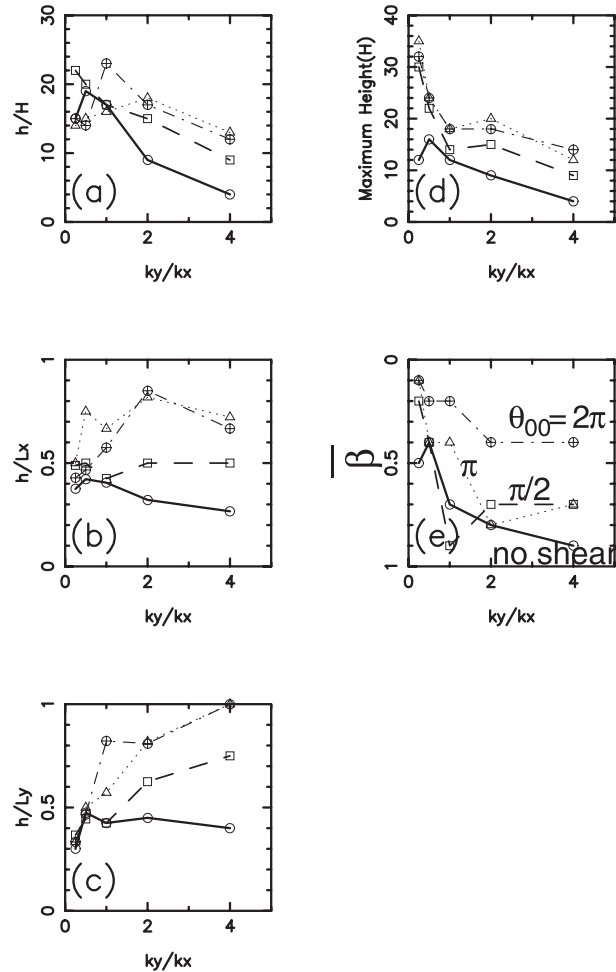 30
20
10
0
h/H
(a)
0 2 4
ky/kx
40
20
0
Maximum Height(H)
(d)
0 2 4
ky/kx
1
0.5
0
h/Lx
(b)
0 2 4
ky/kx
0
0.5
1
β̅
θ₀₀ = 2π
π
π/2
(e)
no shear
0 2 4
ky/kx
1
0.5
0
h/Ly
(c)
0 2 4
ky/kx